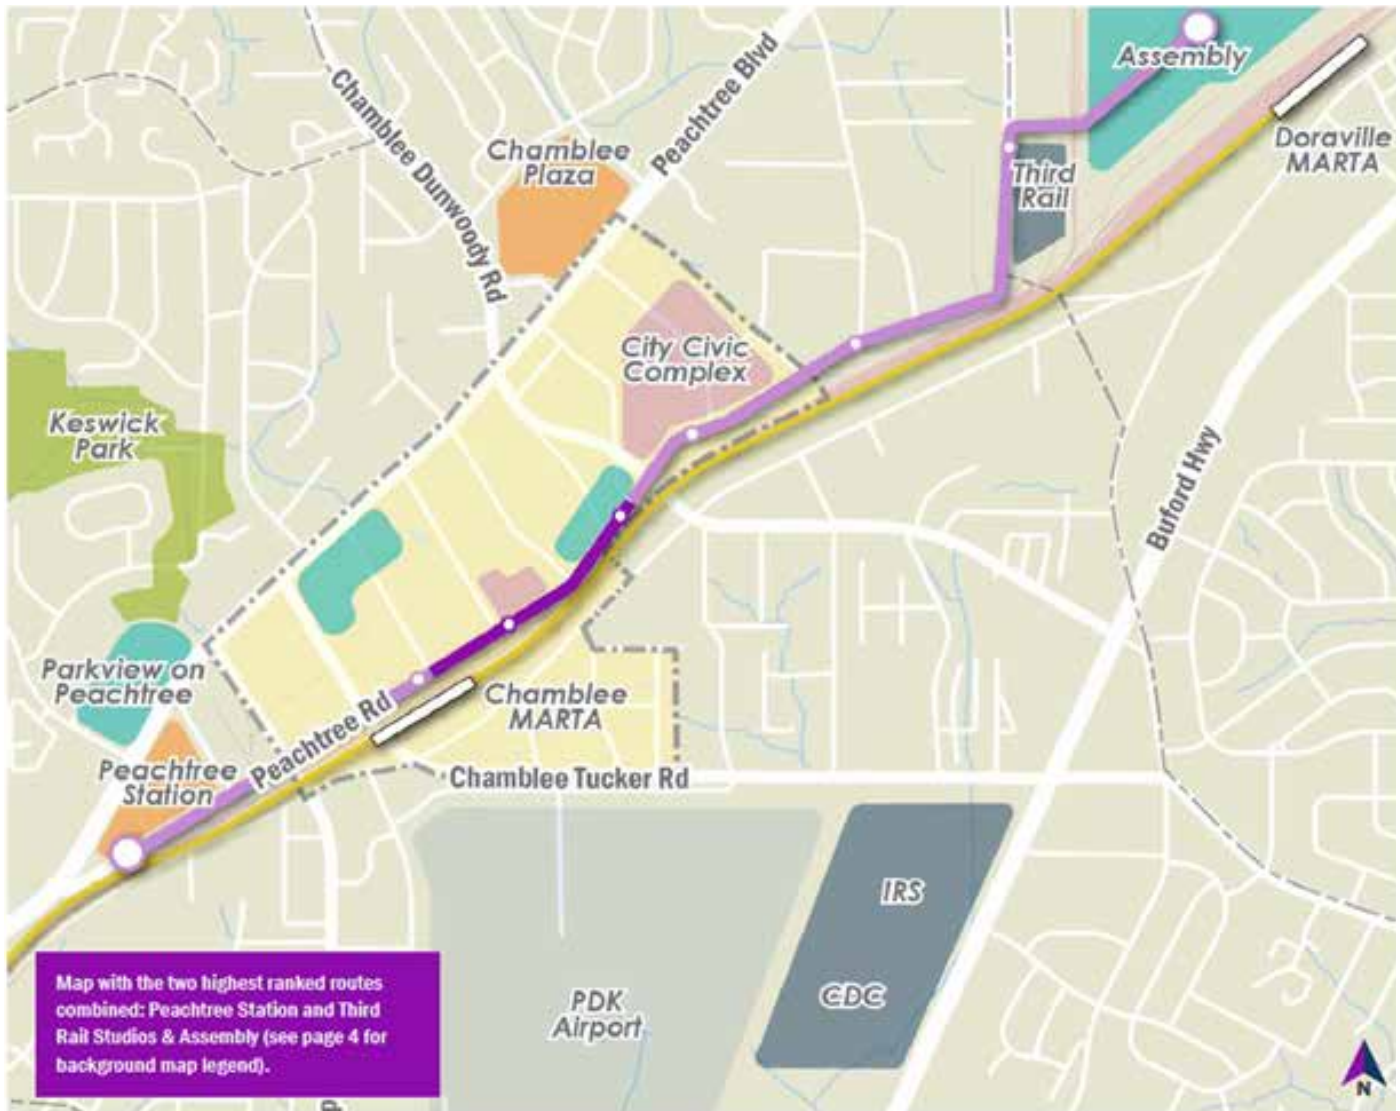 Assembly
Peachtree Blvd
Chamblee Dunwoody Rd
Chamblee
Plaza
Doraville
MARTA
Third
Rail
City Civic
Complex
Keswick
Park
Buford Hwy
Parkview on
Peachtree
Chamblee
MARTA
Peachtree Rd
Peachtree
Station
Chamblee Tucker Rd
IRS
CDC
PDK
Airport
Map with the two highest ranked routes
combined: Peachtree Station and Third
Rail Studios & Assembly (see page 4 for
background map legend).
N